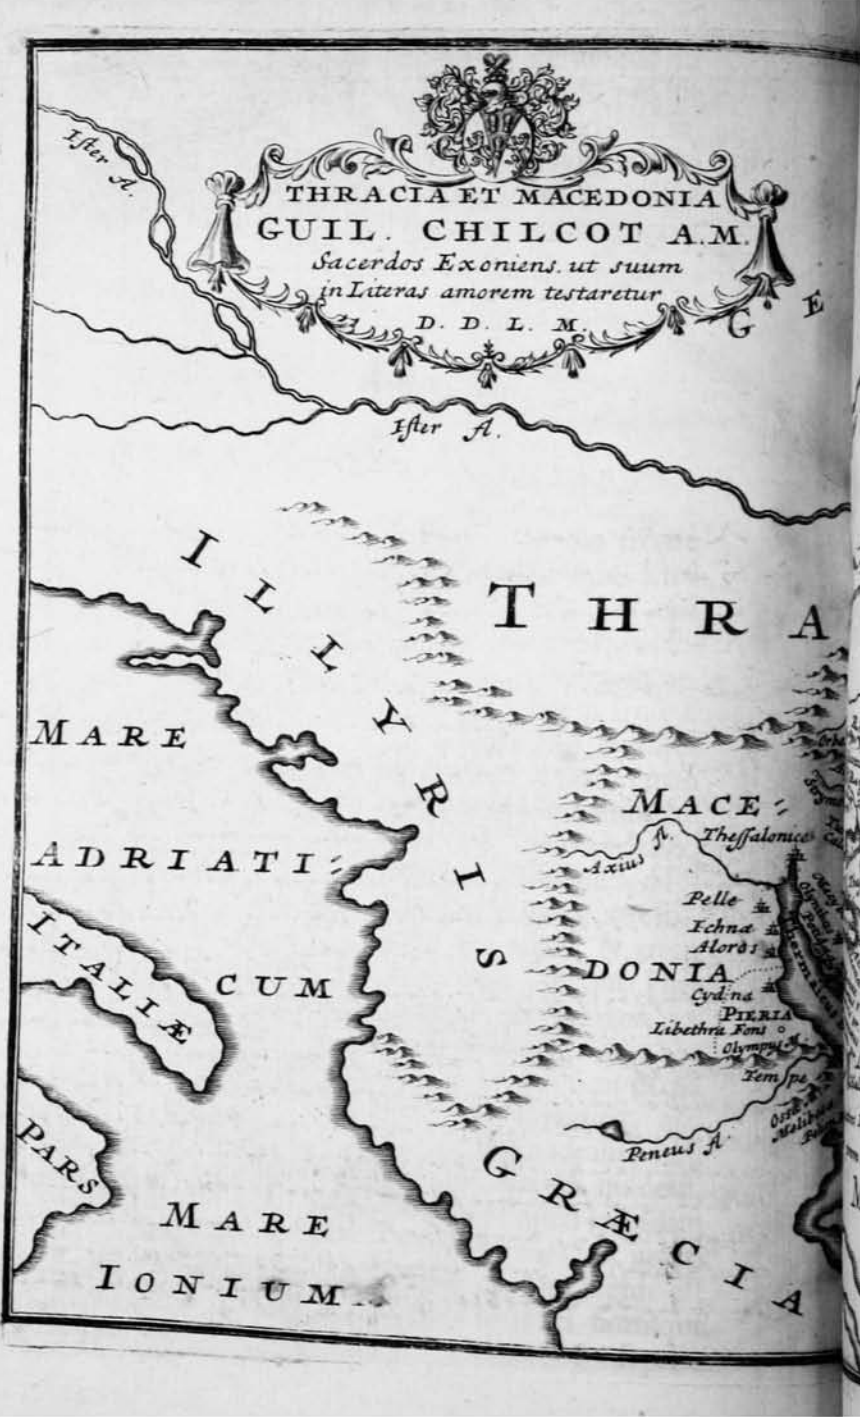 Ister fl.
THRACIA ET MACEDONIA
GUIL. CHILCOT A.M.
Sacerdos Exoniens. ut suum
in Literas amorem testaretur
D. D. L. M.
G E
Ister fl.
ILLYRIS
THRA
MARE
ADRIATI=
CUM
MACE=
Axius fl.
Thessalonica
Pelle
Ichnæ
Aloros
DONIA
Cydna
PIERIA
Libethra Fons
Olympus M.
Tempe
Peneus fl.
ITALIÆ
PARS
GRÆCIA
MARE
IONIUM